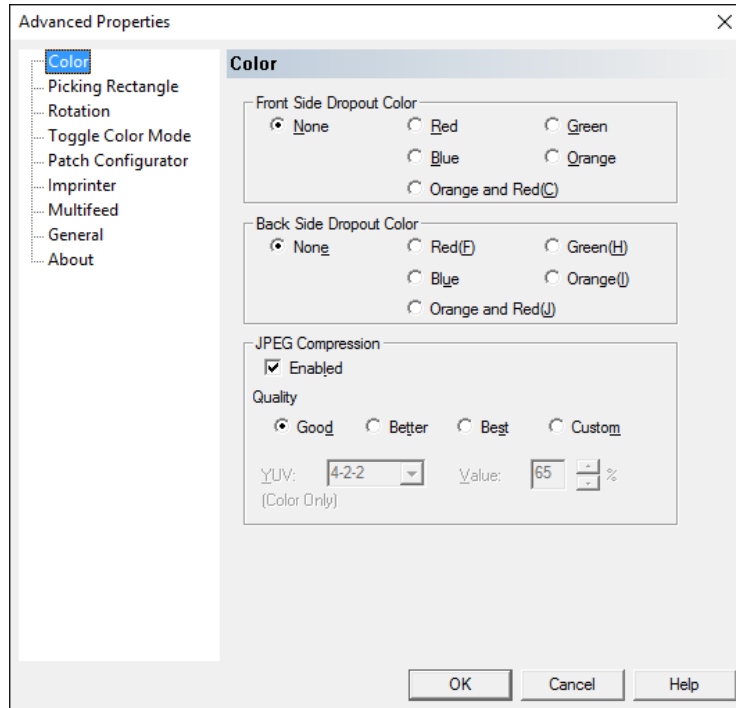 Advanced Properties
Color
Picking Rectangle
Rotation
Toggle Color Mode
Patch Configurator
Imprinter
Multifeed
General
About
Color
Front Side Dropout Color
None Red Green
Blue Orange
Orange and Red(C)
Back Side Dropout Color
None Red(F) Green(H)
Blue Orange(I)
Orange and Red(J)
JPEG Compression
Enabled
Quality
Good Better Best Custom
YUV: 4-2-2 Value: 65 %
(Color Only)
OK Cancel Help